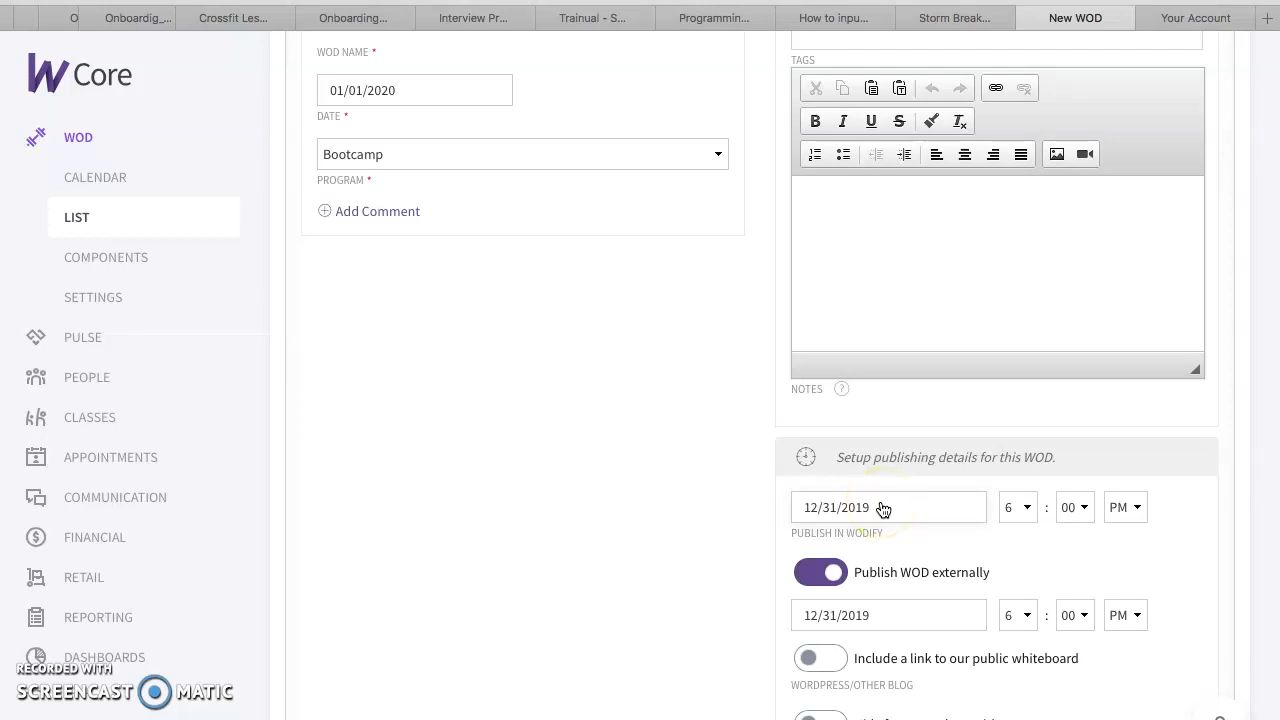 O
Onboardig_...
Crossfit Les...
Onboarding...
Interview Pr...
Trainual - S...
Programmin...
How to inpu...
Storm Break...
New WOD
Your Account
W Core
WOD
CALENDAR
LIST
COMPONENTS
SETTINGS
PULSE
PEOPLE
CLASSES
APPOINTMENTS
COMMUNICATION
FINANCIAL
RETAIL
REPORTING
DASHBOARDS
RECORDED WITH
SCREENCAST MATIC
WOD NAME *
01/01/2020
DATE *
Bootcamp
PROGRAM *
Add Comment
TAGS
B I U S Tx
NOTES ?
Setup publishing details for this WOD.
12/31/2019 6 : 00 PM
PUBLISH IN WODIFY
Publish WOD externally
12/31/2019 6 : 00 PM
Include a link to our public whiteboard
WORDPRESS/OTHER BLOG